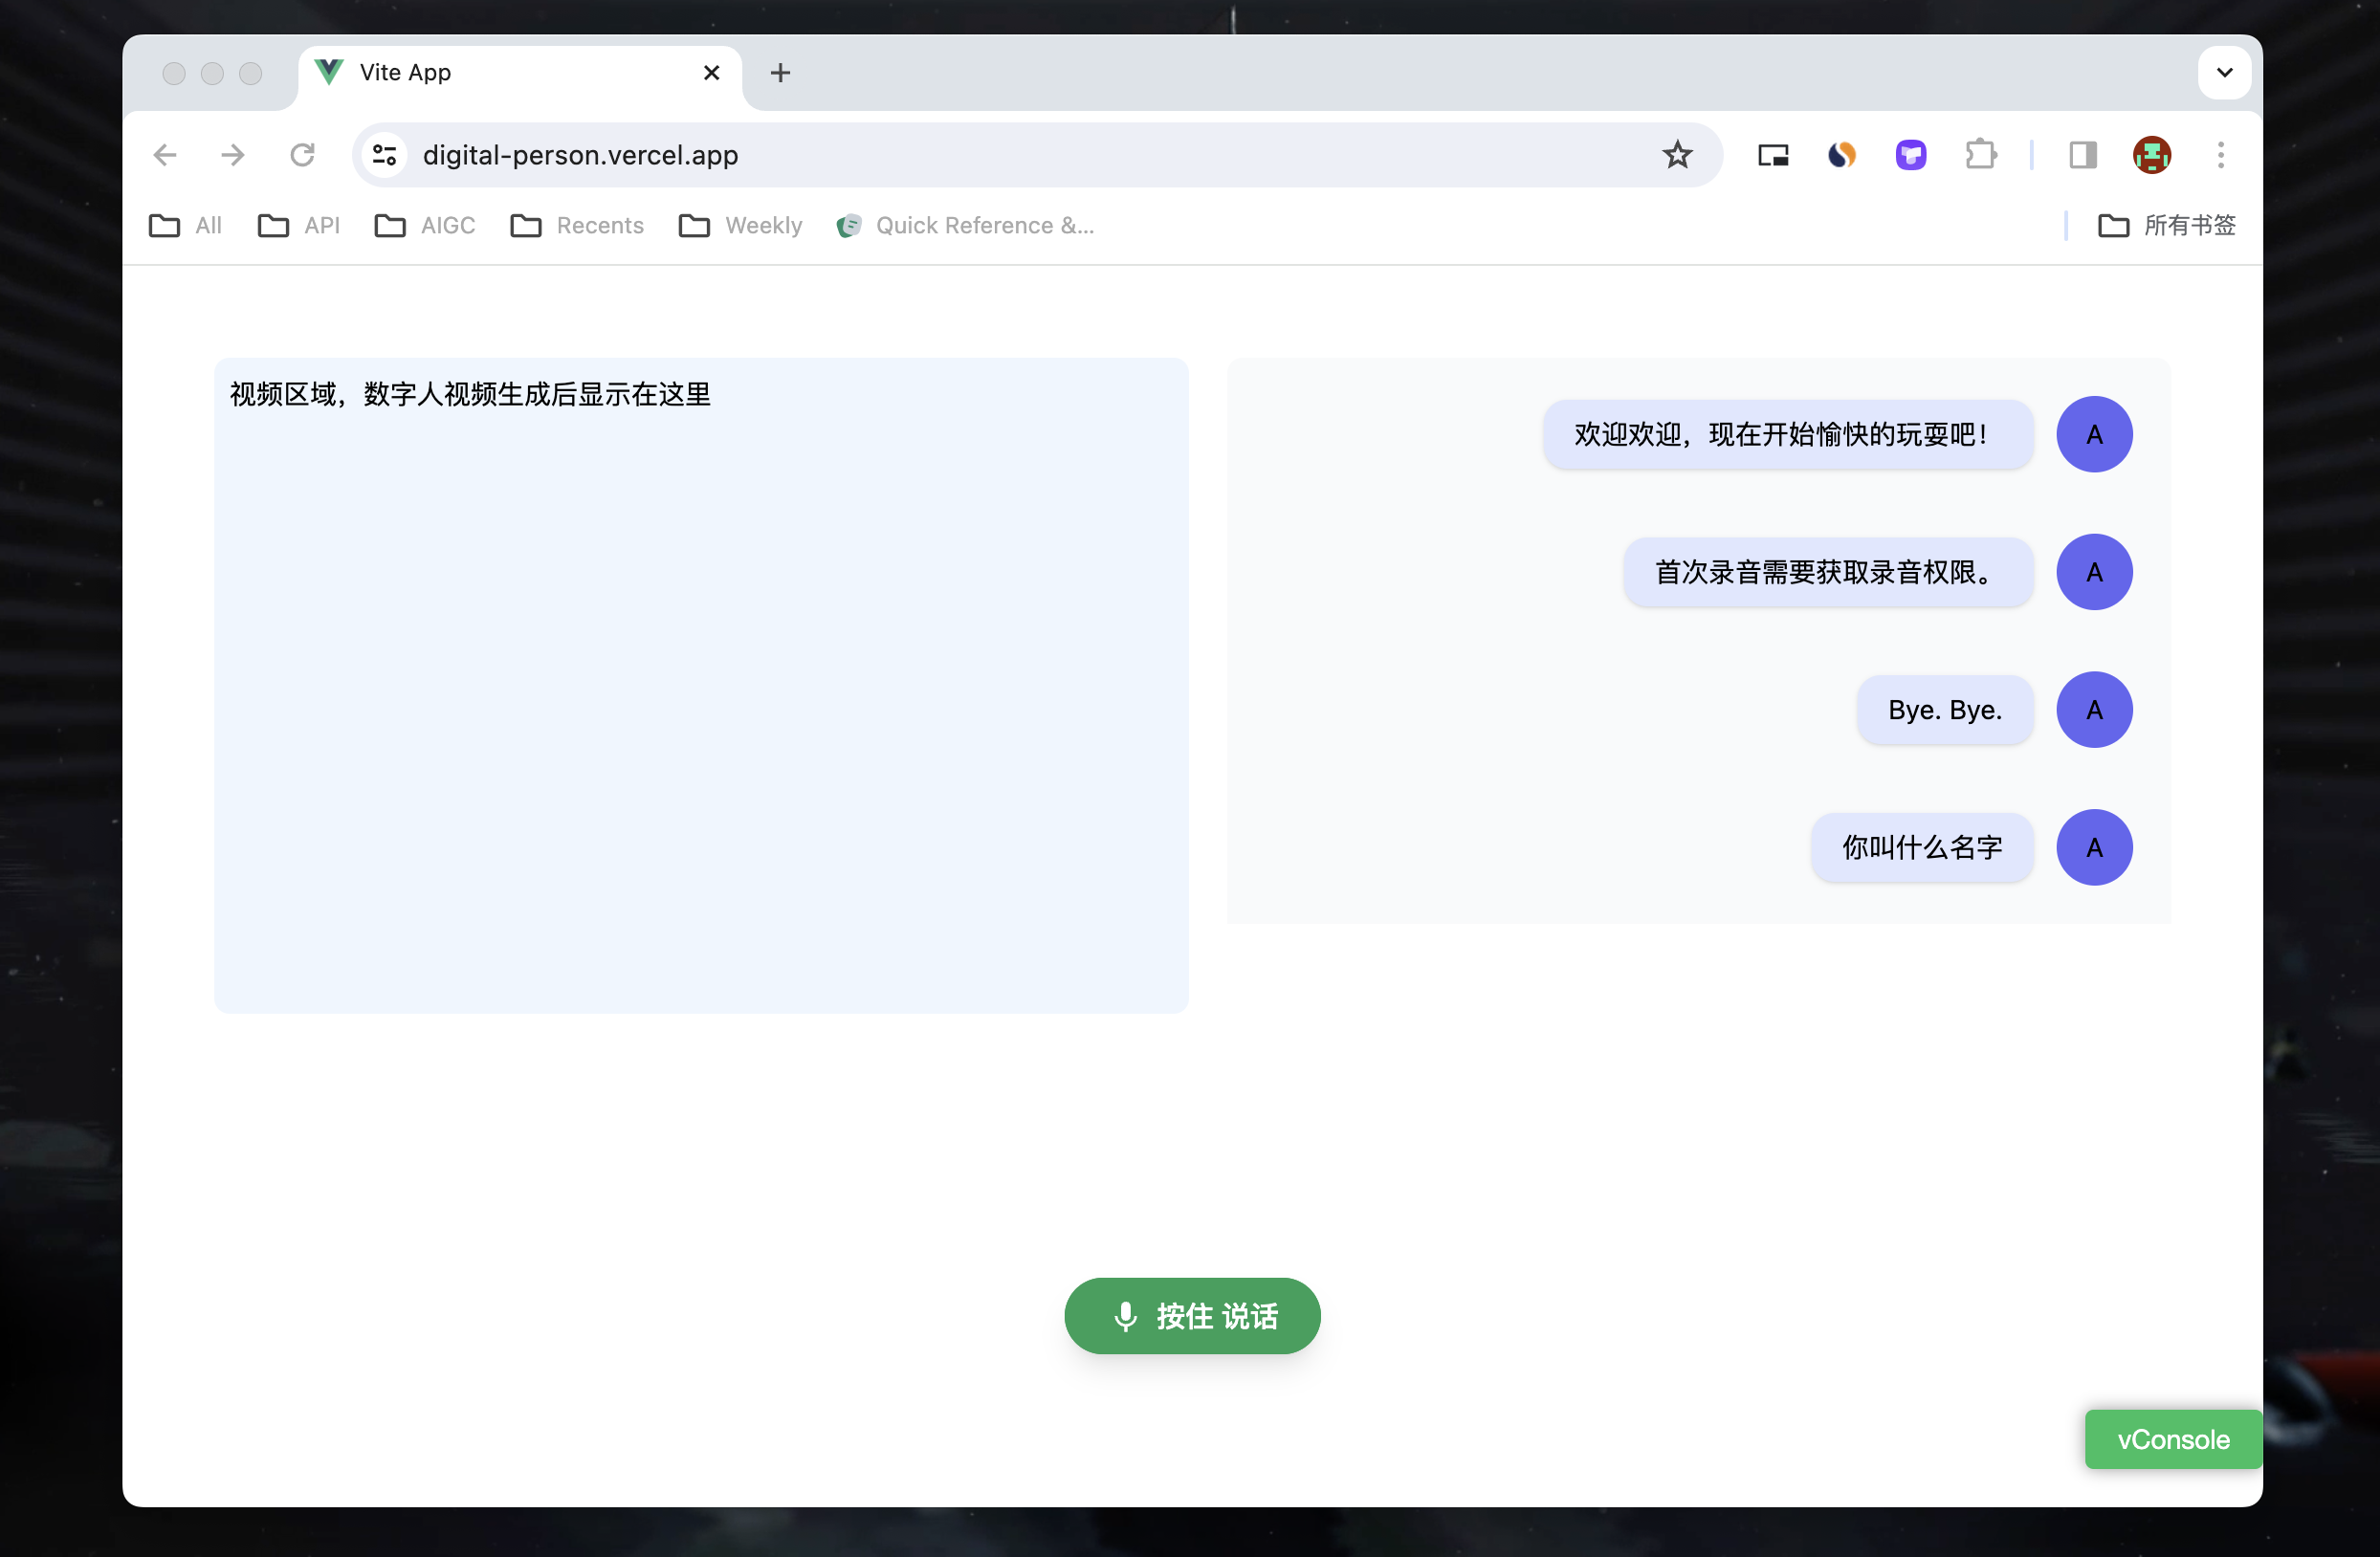 Vite App
digital-person.vercel.app
All
API
AIGC
Recents
Weekly
Quick Reference &...
所有书签
视频区域，数字人视频生成后显示在这里
欢迎欢迎，现在开始愉快的玩耍吧！
A
首次录音需要获取录音权限。
A
Bye. Bye.
A
你叫什么名字
A
按住 说话
vConsole